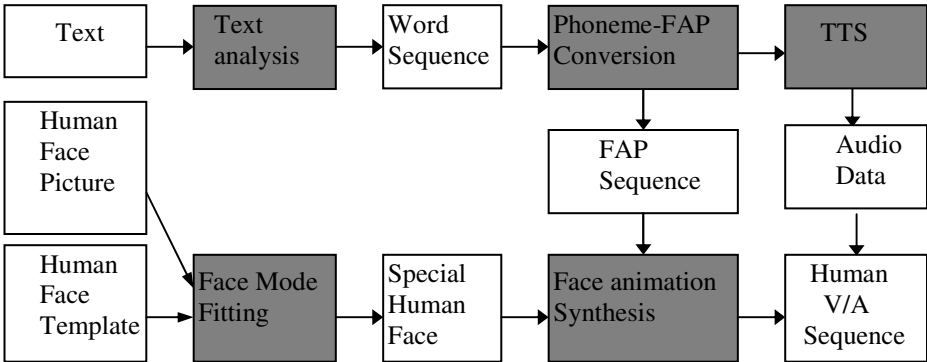 Text
Text
analysis
Word
Sequence
Phoneme-FAP
Conversion
TTS
Human
Face
Picture
FAP
Sequence
Audio
Data
Human
Face
Template
Face Mode
Fitting
Special
Human
Face
Face animation
Synthesis
Human
V/A
Sequence